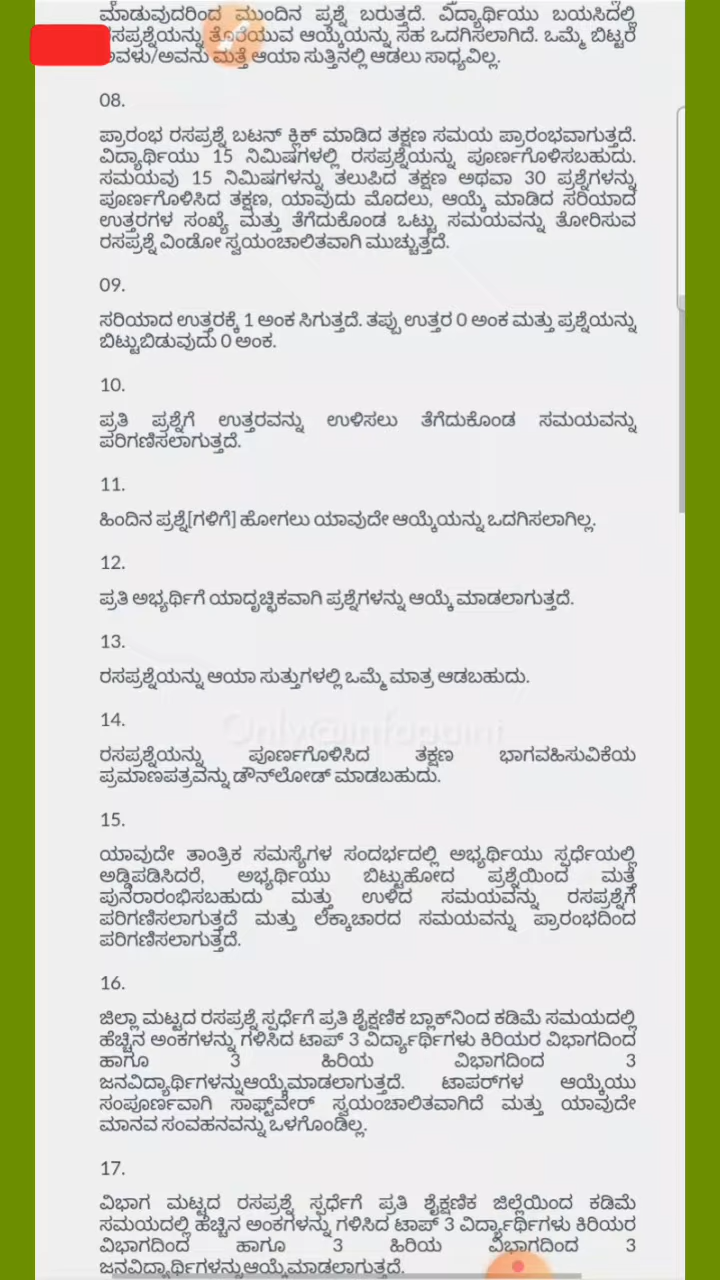 ಮಾಡುವುದರಿಂದ ಮುಂದಿನ ಪ್ರಶ್ನೆ ಬರುತ್ತದೆ. ವಿದ್ಯಾರ್ಥಿಯು ಬಯಸಿದಲ್ಲಿ
ರಸಪ್ರಶ್ನೆಯನ್ನು ತೊರೆಯುವ ಆಯ್ಕೆಯನ್ನು ಸಹ ಒದಗಿಸಲಾಗಿದೆ. ಒಮ್ಮೆ ಬಿಟ್ಟರೆ
ಅವಳು/ಅವನು ಮತ್ತೆ ಆಯಾ ಸುತ್ತಿನಲ್ಲಿ ಆಡಲು ಸಾಧ್ಯವಿಲ್ಲ.
08.
ಪ್ರಾರಂಭ ರಸಪ್ರಶ್ನೆ ಬಟನ್ ಕ್ಲಿಕ್ ಮಾಡಿದ ತಕ್ಷಣ ಸಮಯ ಪ್ರಾರಂಭವಾಗುತ್ತದೆ.
ವಿದ್ಯಾರ್ಥಿಯು 15 ನಿಮಿಷಗಳಲ್ಲಿ ರಸಪ್ರಶ್ನೆಯನ್ನು ಪೂರ್ಣಗೊಳಿಸಬಹುದು.
ಸಮಯವು 15 ನಿಮಿಷಗಳನ್ನು ತಲುಪಿದ ತಕ್ಷಣ ಅಥವಾ 30 ಪ್ರಶ್ನೆಗಳನ್ನು
ಪೂರ್ಣಗೊಳಿಸಿದ ತಕ್ಷಣ, ಯಾವುದು ಮೊದಲು, ಆಯ್ಕೆ ಮಾಡಿದ ಸರಿಯಾದ
ಉತ್ತರಗಳ ಸಂಖ್ಯೆ ಮತ್ತು ತೆಗೆದುಕೊಂಡ ಒಟ್ಟು ಸಮಯವನ್ನು ತೋರಿಸುವ
ರಸಪ್ರಶ್ನೆ ವಿಂಡೋ ಸ್ವಯಂಚಾಲಿತವಾಗಿ ಮುಚ್ಚುತ್ತದೆ.
09.
ಸರಿಯಾದ ಉತ್ತರಕ್ಕೆ 1 ಅಂಕ ಸಿಗುತ್ತದೆ. ತಪ್ಪು ಉತ್ತರ 0 ಅಂಕ ಮತ್ತು ಪ್ರಶ್ನೆಯನ್ನು
ಬಿಟ್ಟುಬಿಡುವುದು 0 ಅಂಕ.
10.
ಪ್ರತಿ ಪ್ರಶ್ನೆಗೆ ಉತ್ತರವನ್ನು ಉಳಿಸಲು ತೆಗೆದುಕೊಂಡ ಸಮಯವನ್ನು
ಪರಿಗಣಿಸಲಾಗುತ್ತದೆ.
11.
ಹಿಂದಿನ ಪ್ರಶ್ನೆ[ಗಳಿಗೆ] ಹೋಗಲು ಯಾವುದೇ ಆಯ್ಕೆಯನ್ನು ಒದಗಿಸಲಾಗಿಲ್ಲ.
12.
ಪ್ರತಿ ಅಭ್ಯರ್ಥಿಗೆ ಯಾದೃಚ್ಛಿಕವಾಗಿ ಪ್ರಶ್ನೆಗಳನ್ನು ಆಯ್ಕೆ ಮಾಡಲಾಗುತ್ತದೆ.
13.
ರಸಪ್ರಶ್ನೆಯನ್ನು ಆಯಾ ಸುತ್ತುಗಳಲ್ಲಿ ಒಮ್ಮೆ ಮಾತ್ರ ಆಡಬಹುದು.
Only@infopoint
14.
ರಸಪ್ರಶ್ನೆಯನ್ನು ಪೂರ್ಣಗೊಳಿಸಿದ ತಕ್ಷಣ ಭಾಗವಹಿಸುವಿಕೆಯ
ಪ್ರಮಾಣಪತ್ರವನ್ನು ಡೌನ್‌ಲೋಡ್ ಮಾಡಬಹುದು.
15.
ಯಾವುದೇ ತಾಂತ್ರಿಕ ಸಮಸ್ಯೆಗಳ ಸಂದರ್ಭದಲ್ಲಿ ಅಭ್ಯರ್ಥಿಯು ಸ್ಪರ್ಧೆಯಲ್ಲಿ
ಅಡ್ಡಿಪಡಿಸಿದರೆ, ಅಭ್ಯರ್ಥಿಯು ಬಿಟ್ಟುಹೋದ ಪ್ರಶ್ನೆಯಿಂದ ಮತ್ತೆ
ಪುನರಾರಂಭಿಸಬಹುದು ಮತ್ತು ಉಳಿದ ಸಮಯವನ್ನು ರಸಪ್ರಶ್ನೆಗೆ
ಪರಿಗಣಿಸಲಾಗುತ್ತದೆ ಮತ್ತು ಲೆಕ್ಕಾಚಾರದ ಸಮಯವನ್ನು ಪ್ರಾರಂಭದಿಂದ
ಪರಿಗಣಿಸಲಾಗುತ್ತದೆ.
16.
ಜಿಲ್ಲಾ ಮಟ್ಟದ ರಸಪ್ರಶ್ನೆ ಸ್ಪರ್ಧೆಗೆ ಪ್ರತಿ ಶೈಕ್ಷಣಿಕ ಬ್ಲಾಕ್‌ನಿಂದ ಕಡಿಮೆ ಸಮಯದಲ್ಲಿ
ಹೆಚ್ಚಿನ ಅಂಕಗಳನ್ನು ಗಳಿಸಿದ ಟಾಪ್ 3 ವಿದ್ಯಾರ್ಥಿಗಳು ಕಿರಿಯರ ವಿಭಾಗದಿಂದ
ಹಾಗೂ 3 ಹಿರಿಯ ವಿಭಾಗದಿಂದ 3
ಜನವಿದ್ಯಾರ್ಥಿಗಳನ್ನುಆಯ್ಕೆಮಾಡಲಾಗುತ್ತದೆ. ಟಾಪರ್‌ಗಳ ಆಯ್ಕೆಯು
ಸಂಪೂರ್ಣವಾಗಿ ಸಾಫ್ಟ್‌ವೇರ್ ಸ್ವಯಂಚಾಲಿತವಾಗಿದೆ ಮತ್ತು ಯಾವುದೇ
ಮಾನವ ಸಂವಹನವನ್ನು ಒಳಗೊಂಡಿಲ್ಲ.
17.
ವಿಭಾಗ ಮಟ್ಟದ ರಸಪ್ರಶ್ನೆ ಸ್ಪರ್ಧೆಗೆ ಪ್ರತಿ ಶೈಕ್ಷಣಿಕ ಜಿಲ್ಲೆಯಿಂದ ಕಡಿಮೆ
ಸಮಯದಲ್ಲಿ ಹೆಚ್ಚಿನ ಅಂಕಗಳನ್ನು ಗಳಿಸಿದ ಟಾಪ್ 3 ವಿದ್ಯಾರ್ಥಿಗಳು ಕಿರಿಯರ
ವಿಭಾಗದಿಂದ ಹಾಗೂ 3 ಹಿರಿಯ ವಿಭಾಗದಿಂದ 3
ಜನವಿದ್ಯಾರ್ಥಿಗಳನ್ನುಆಯ್ಕೆಮಾಡಲಾಗುತ್ತದೆ.